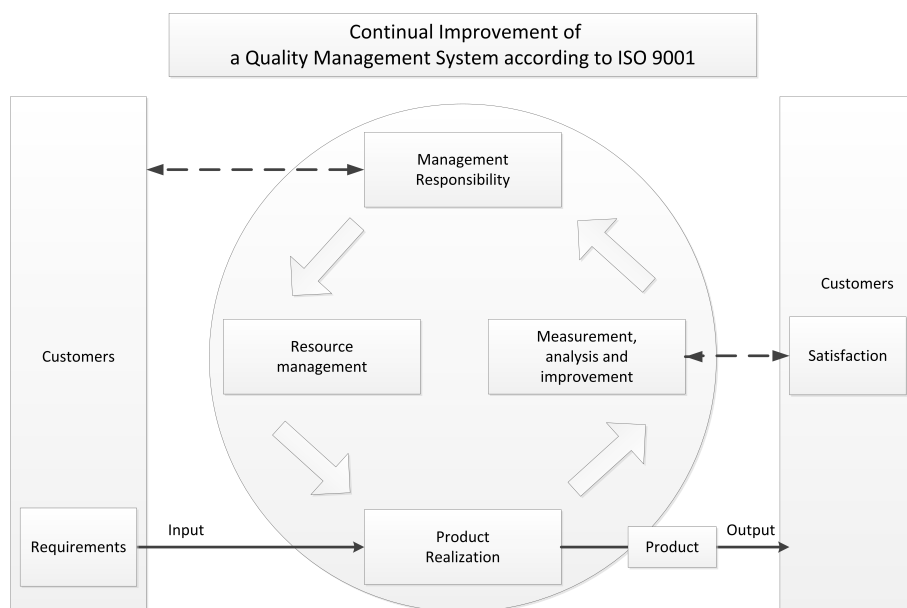 Continual Improvement of
a Quality Management System according to ISO 9001
Management
Responsibility
Customers
Resource
management
Measurement,
analysis and
improvement
Customers
Satisfaction
Requirements
Input
Product
Realization
Product
Output